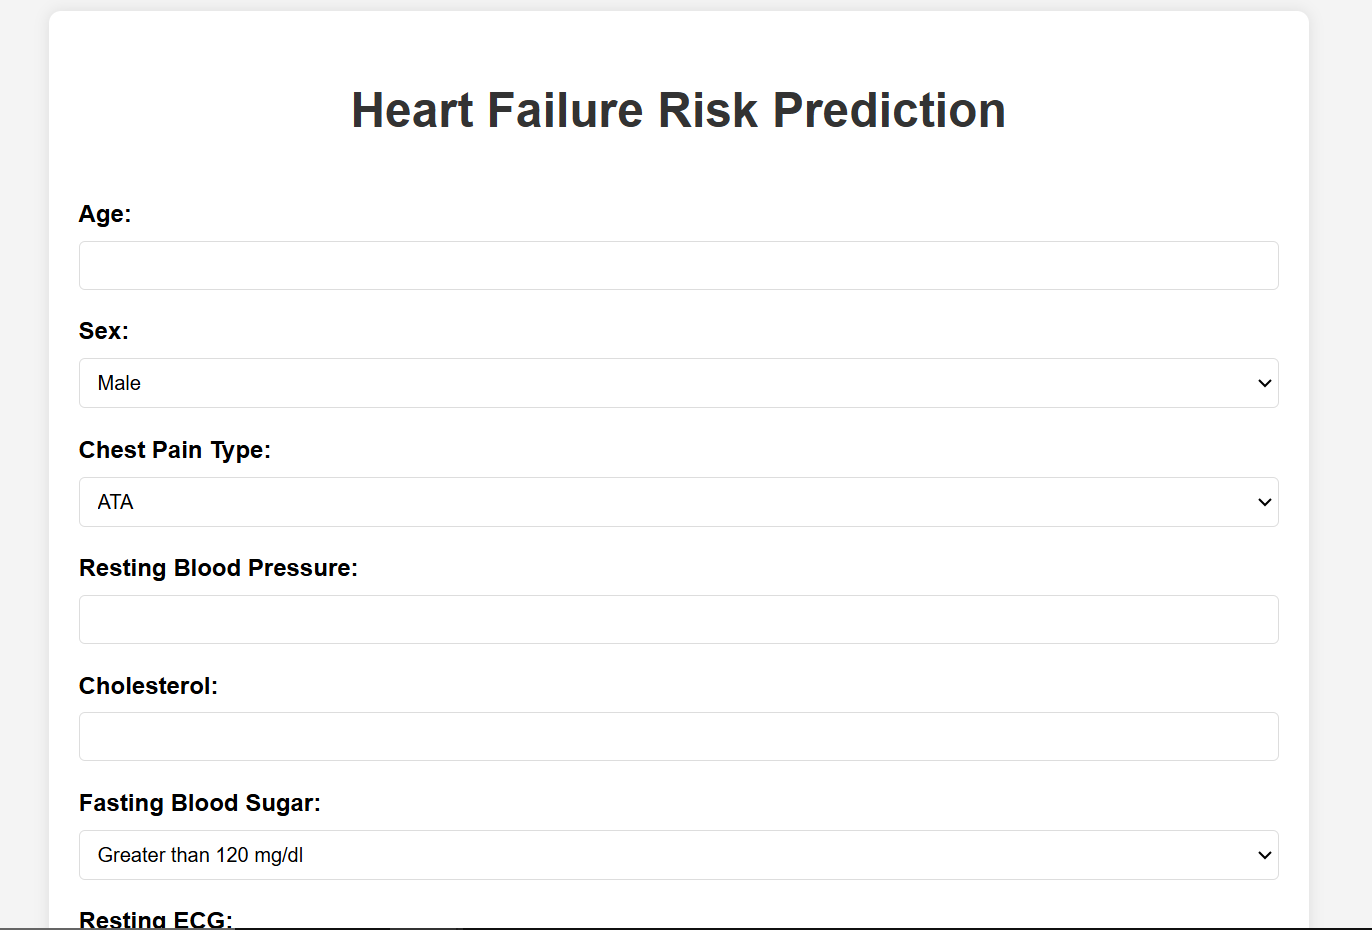 Heart Failure Risk Prediction
Age:
Sex:
Male
Chest Pain Type:
ATA
Resting Blood Pressure:
Cholesterol:
Fasting Blood Sugar:
Greater than 120 mg/dl
Resting ECG: